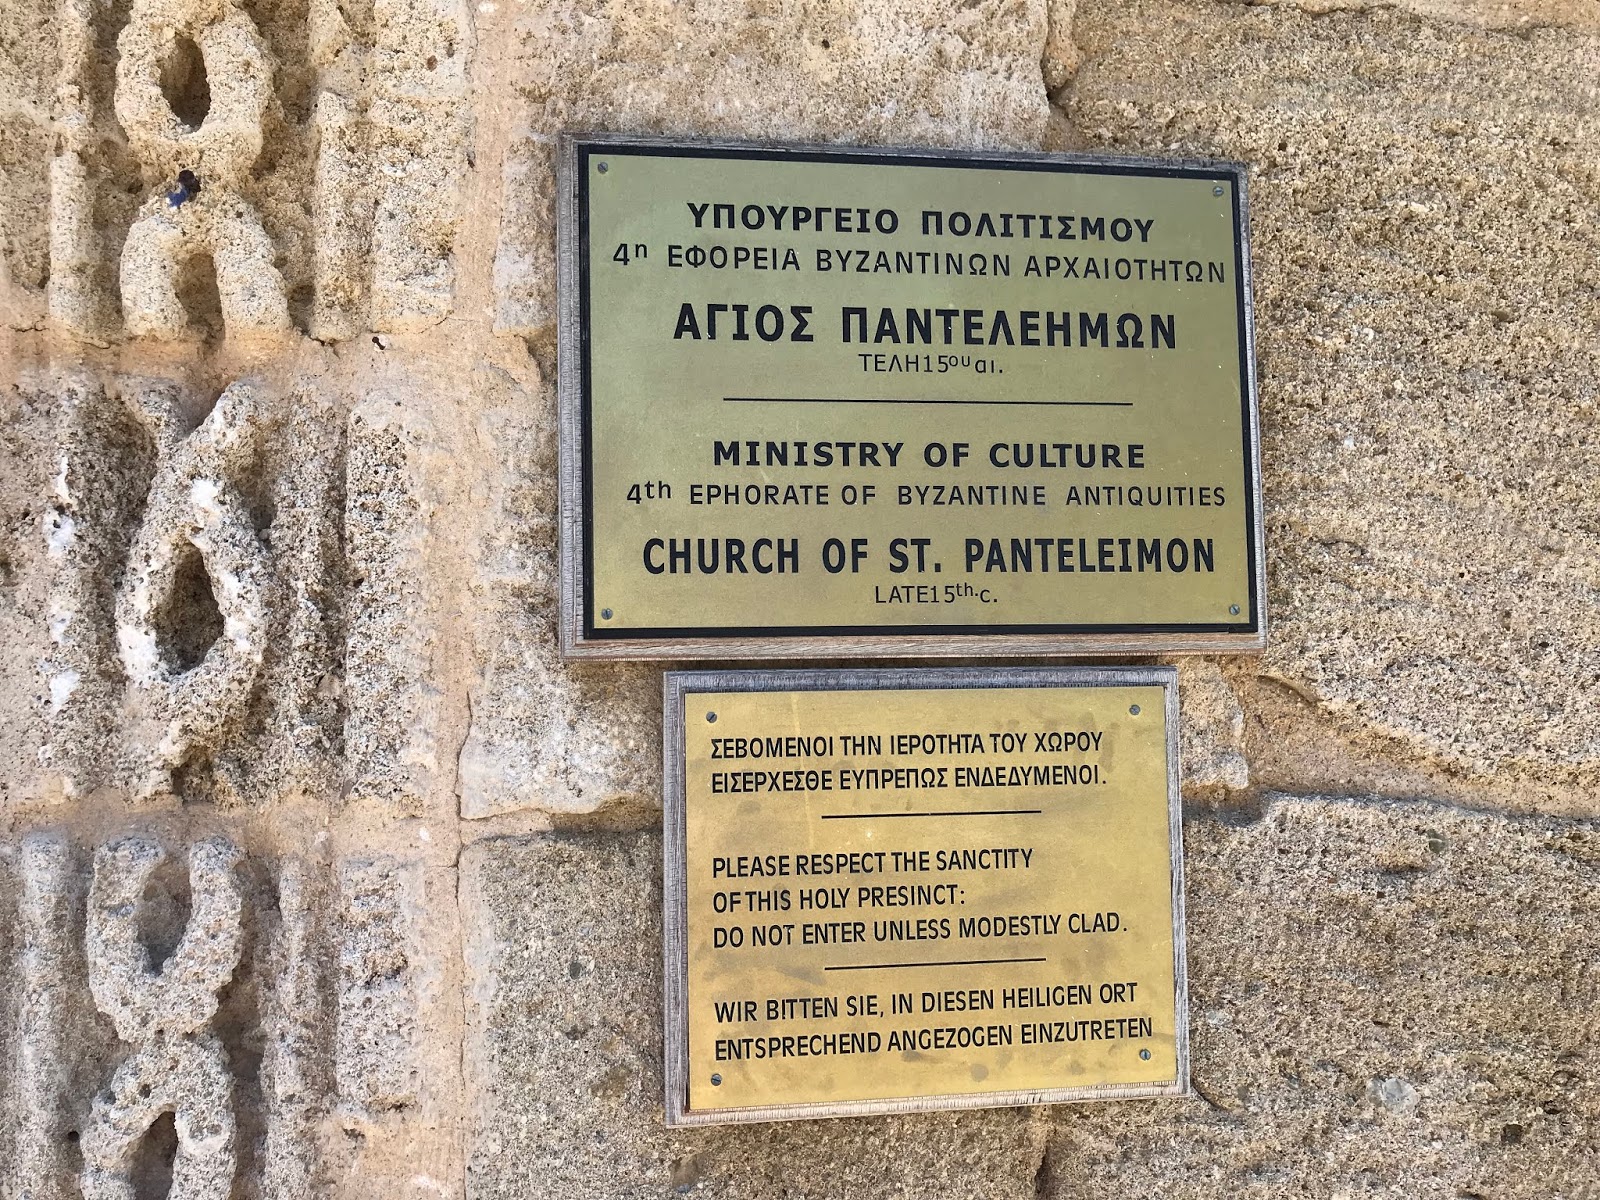 ΥΠΟΥΡΓΕΙΟ ΠΟΛΙΤΙΣΜΟΥ
4η ΕΦΟΡΕΙΑ ΒΥΖΑΝΤΙΝΩΝ ΑΡΧΑΙΟΤΗΤΩΝ
ΑΓΙΟΣ ΠΑΝΤΕΛΕΗΜΩΝ
ΤΕΛΗ15ου αι.
MINISTRY OF CULTURE
4th EPHORATE OF BYZANTINE ANTIQUITIES
CHURCH OF ST. PANTELEIMON
LATE15th.c.
ΣΕΒΟΜΕΝΟΙ ΤΗΝ ΙΕΡΟΤΗΤΑ ΤΟΥ ΧΩΡΟΥ
ΕΙΣΕΡΧΕΣΘΕ ΕΥΠΡΕΠΩΣ ΕΝΔΕΔΥΜΕΝΟΙ.
PLEASE RESPECT THE SANCTITY
OF THIS HOLY PRESINCT:
DO NOT ENTER UNLESS MODESTLY CLAD.
WIR BITTEN SIE, IN DIESEN HEILIGEN ORT
ENTSPRECHEND ANGEZOGEN EINZUTRETEN